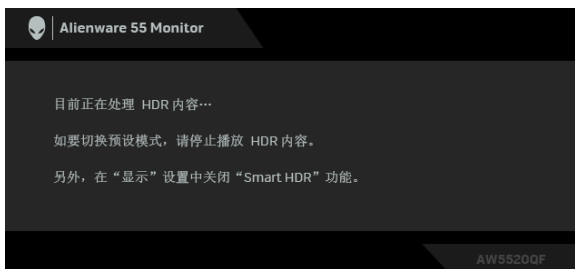 Alienware 55 Monitor
目前正在处理 HDR 内容…
如要切换预设模式，请停止播放 HDR 内容。
另外，在“显示”设置中关闭“Smart HDR”功能。
AW5520QF